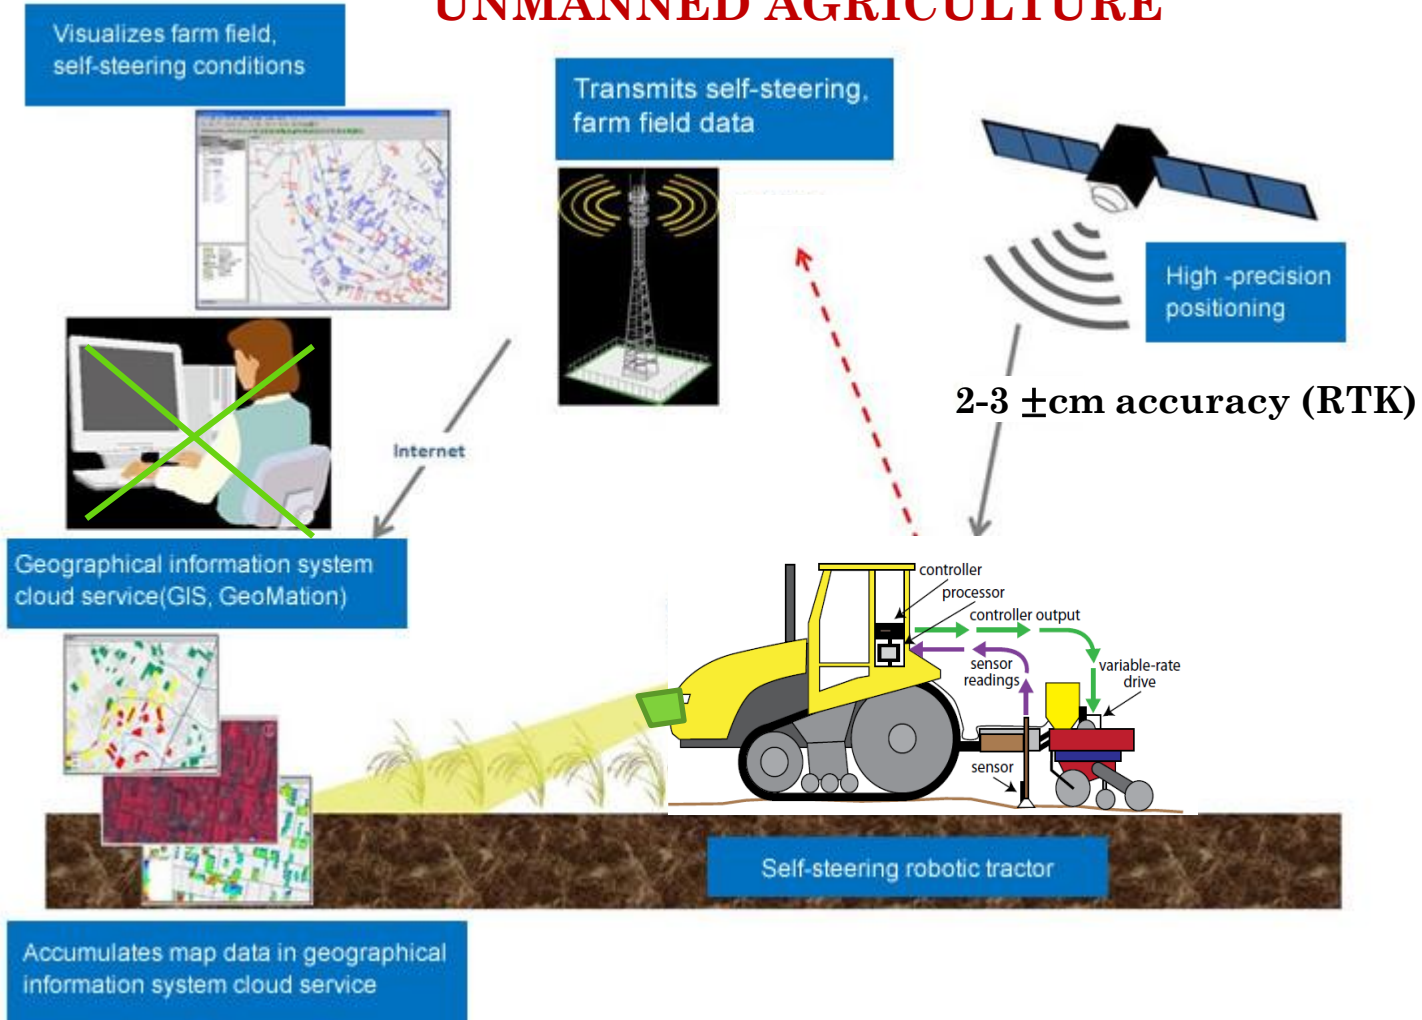 UNMANNED AGRICULTURE
Visualizes farm field,
self-steering conditions
Transmits self-steering,
farm field data
High -precision
positioning
2-3 ±cm accuracy (RTK)
Internet
Geographical information system
cloud service(GIS, GeoMation)
controller
processor
controller output
sensor
readings
variable-rate
drive
sensor
Self-steering robotic tractor
Accumulates map data in geographical
information system cloud service